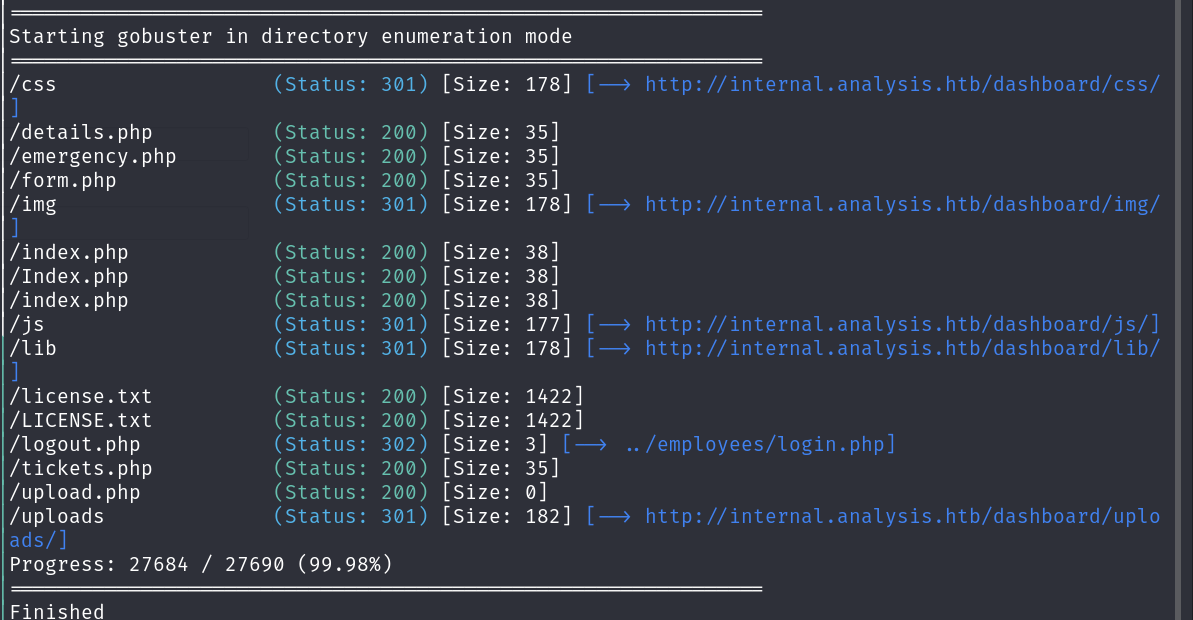 ===============================================================
Starting gobuster in directory enumeration mode
===============================================================
/css                  (Status: 301) [Size: 178] [--> http://internal.analysis.htb/dashboard/css/
]
/details.php          (Status: 200) [Size: 35]
/emergency.php        (Status: 200) [Size: 35]
/form.php             (Status: 200) [Size: 35]
/img                  (Status: 301) [Size: 178] [--> http://internal.analysis.htb/dashboard/img/
]
/index.php            (Status: 200) [Size: 38]
/Index.php            (Status: 200) [Size: 38]
/index.php            (Status: 200) [Size: 38]
/js                   (Status: 301) [Size: 177] [--> http://internal.analysis.htb/dashboard/js/]
/lib                  (Status: 301) [Size: 178] [--> http://internal.analysis.htb/dashboard/lib/
]
/license.txt          (Status: 200) [Size: 1422]
/LICENSE.txt          (Status: 200) [Size: 1422]
/logout.php           (Status: 302) [Size: 3] [--> ../employees/login.php]
/tickets.php          (Status: 200) [Size: 35]
/upload.php           (Status: 200) [Size: 0]
/uploads              (Status: 301) [Size: 182] [--> http://internal.analysis.htb/dashboard/uplo
ads/]
Progress: 27684 / 27690 (99.98%)
===============================================================
Finished